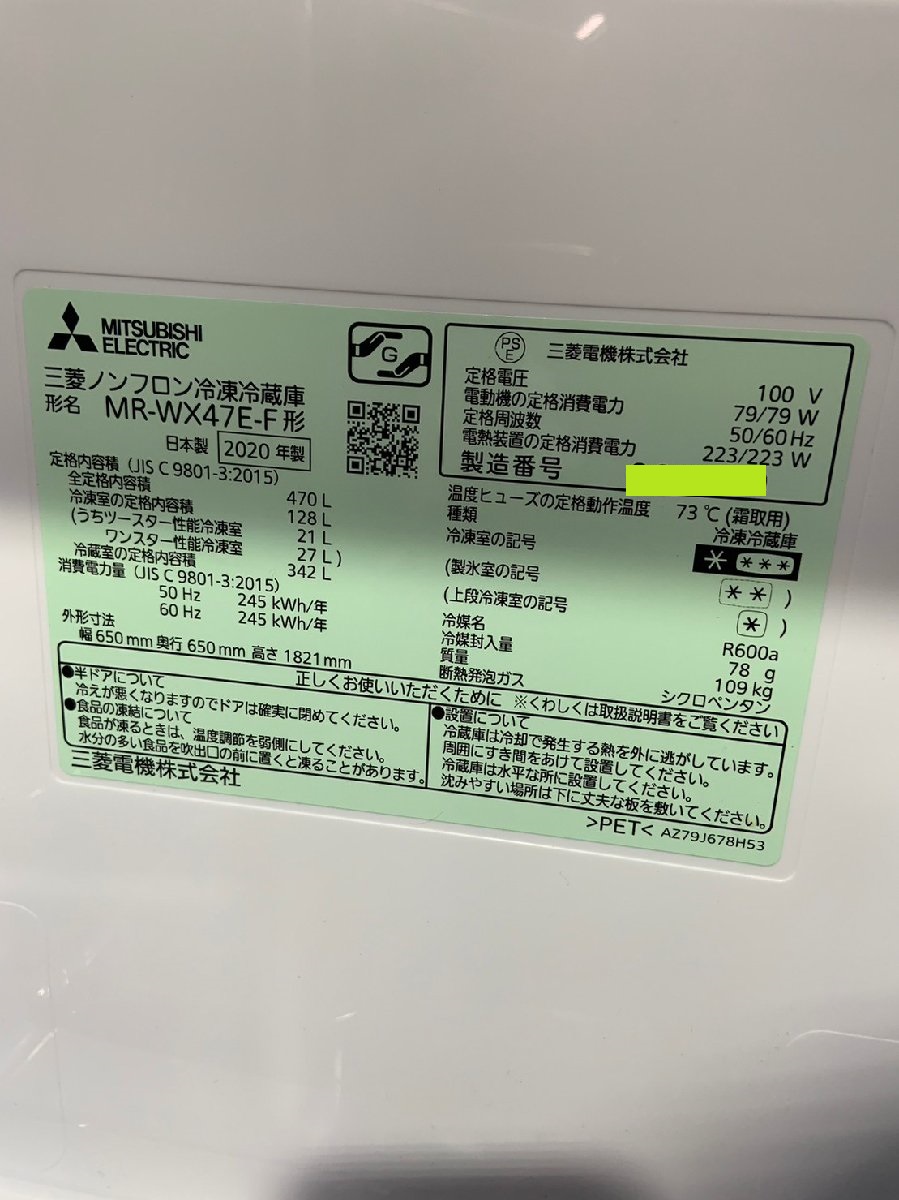 MITSUBISHI
ELECTRIC
G
三菱ノンフロン冷凍冷蔵庫
形名 MR-WX47E-F形
日本製 2020年製
定格内容積 (JIS C 9801-3:2015)
全定格内容積 470 L
冷凍室の定格内容積 128 L
(うちツースター性能冷凍室 21 L
ワンスター性能冷凍室 27 L)
冷蔵室の定格内容積 342 L
消費電力量 (JIS C 9801-3:2015)
50 Hz 245 kWh/年
60 Hz 245 kWh/年
外形寸法
幅 650 mm 奥行 650 mm 高さ 1821mm
PS
E
三菱電機株式会社
定格電圧 100 V
電動機の定格消費電力 79/79 W
定格周波数 50/60 Hz
電熱装置の定格消費電力 223/223 W
製造番号
温度ヒューズの定格動作温度 73 ℃ (霜取用)
種類 冷凍冷蔵庫
冷凍室の記号 * ***
(製氷室の記号 ** )
(上段冷凍室の記号 * )
冷媒名 R600a
冷媒封入量 78 g
質量 109 kg
断熱発泡ガス シクロペンタン
正しくお使いいただくために ※くわしくは取扱説明書をご覧ください
●半ドアについて
冷えが悪くなりますのでドアは確実に閉めてください。
●食品の凍結について
食品が凍るときは、温度調節を弱側にしてください。
水分の多い食品を吹出口の前に置くと凍ることがあります。
●設置について
冷蔵庫は冷却で発生する熱を外に逃がしています。
周囲にすき間をあけて設置してください。
冷蔵庫は水平な所に設置してください。
沈みやすい場所は下に丈夫な板を敷いてください。
三菱電機株式会社
>PET< AZ79J678H53